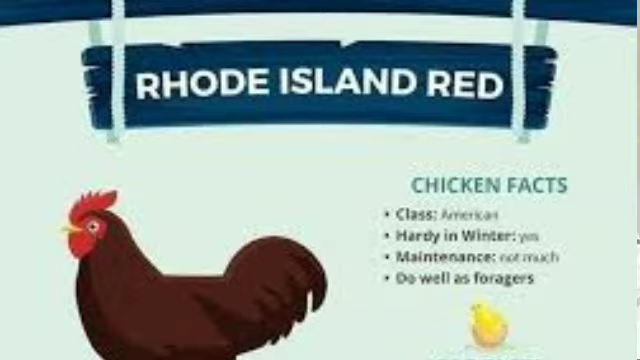 RHODE ISLAND RED
CHICKEN FACTS
• Class: American
• Hardy in Winter: yes
• Maintenance: not much
• Do well as foragers